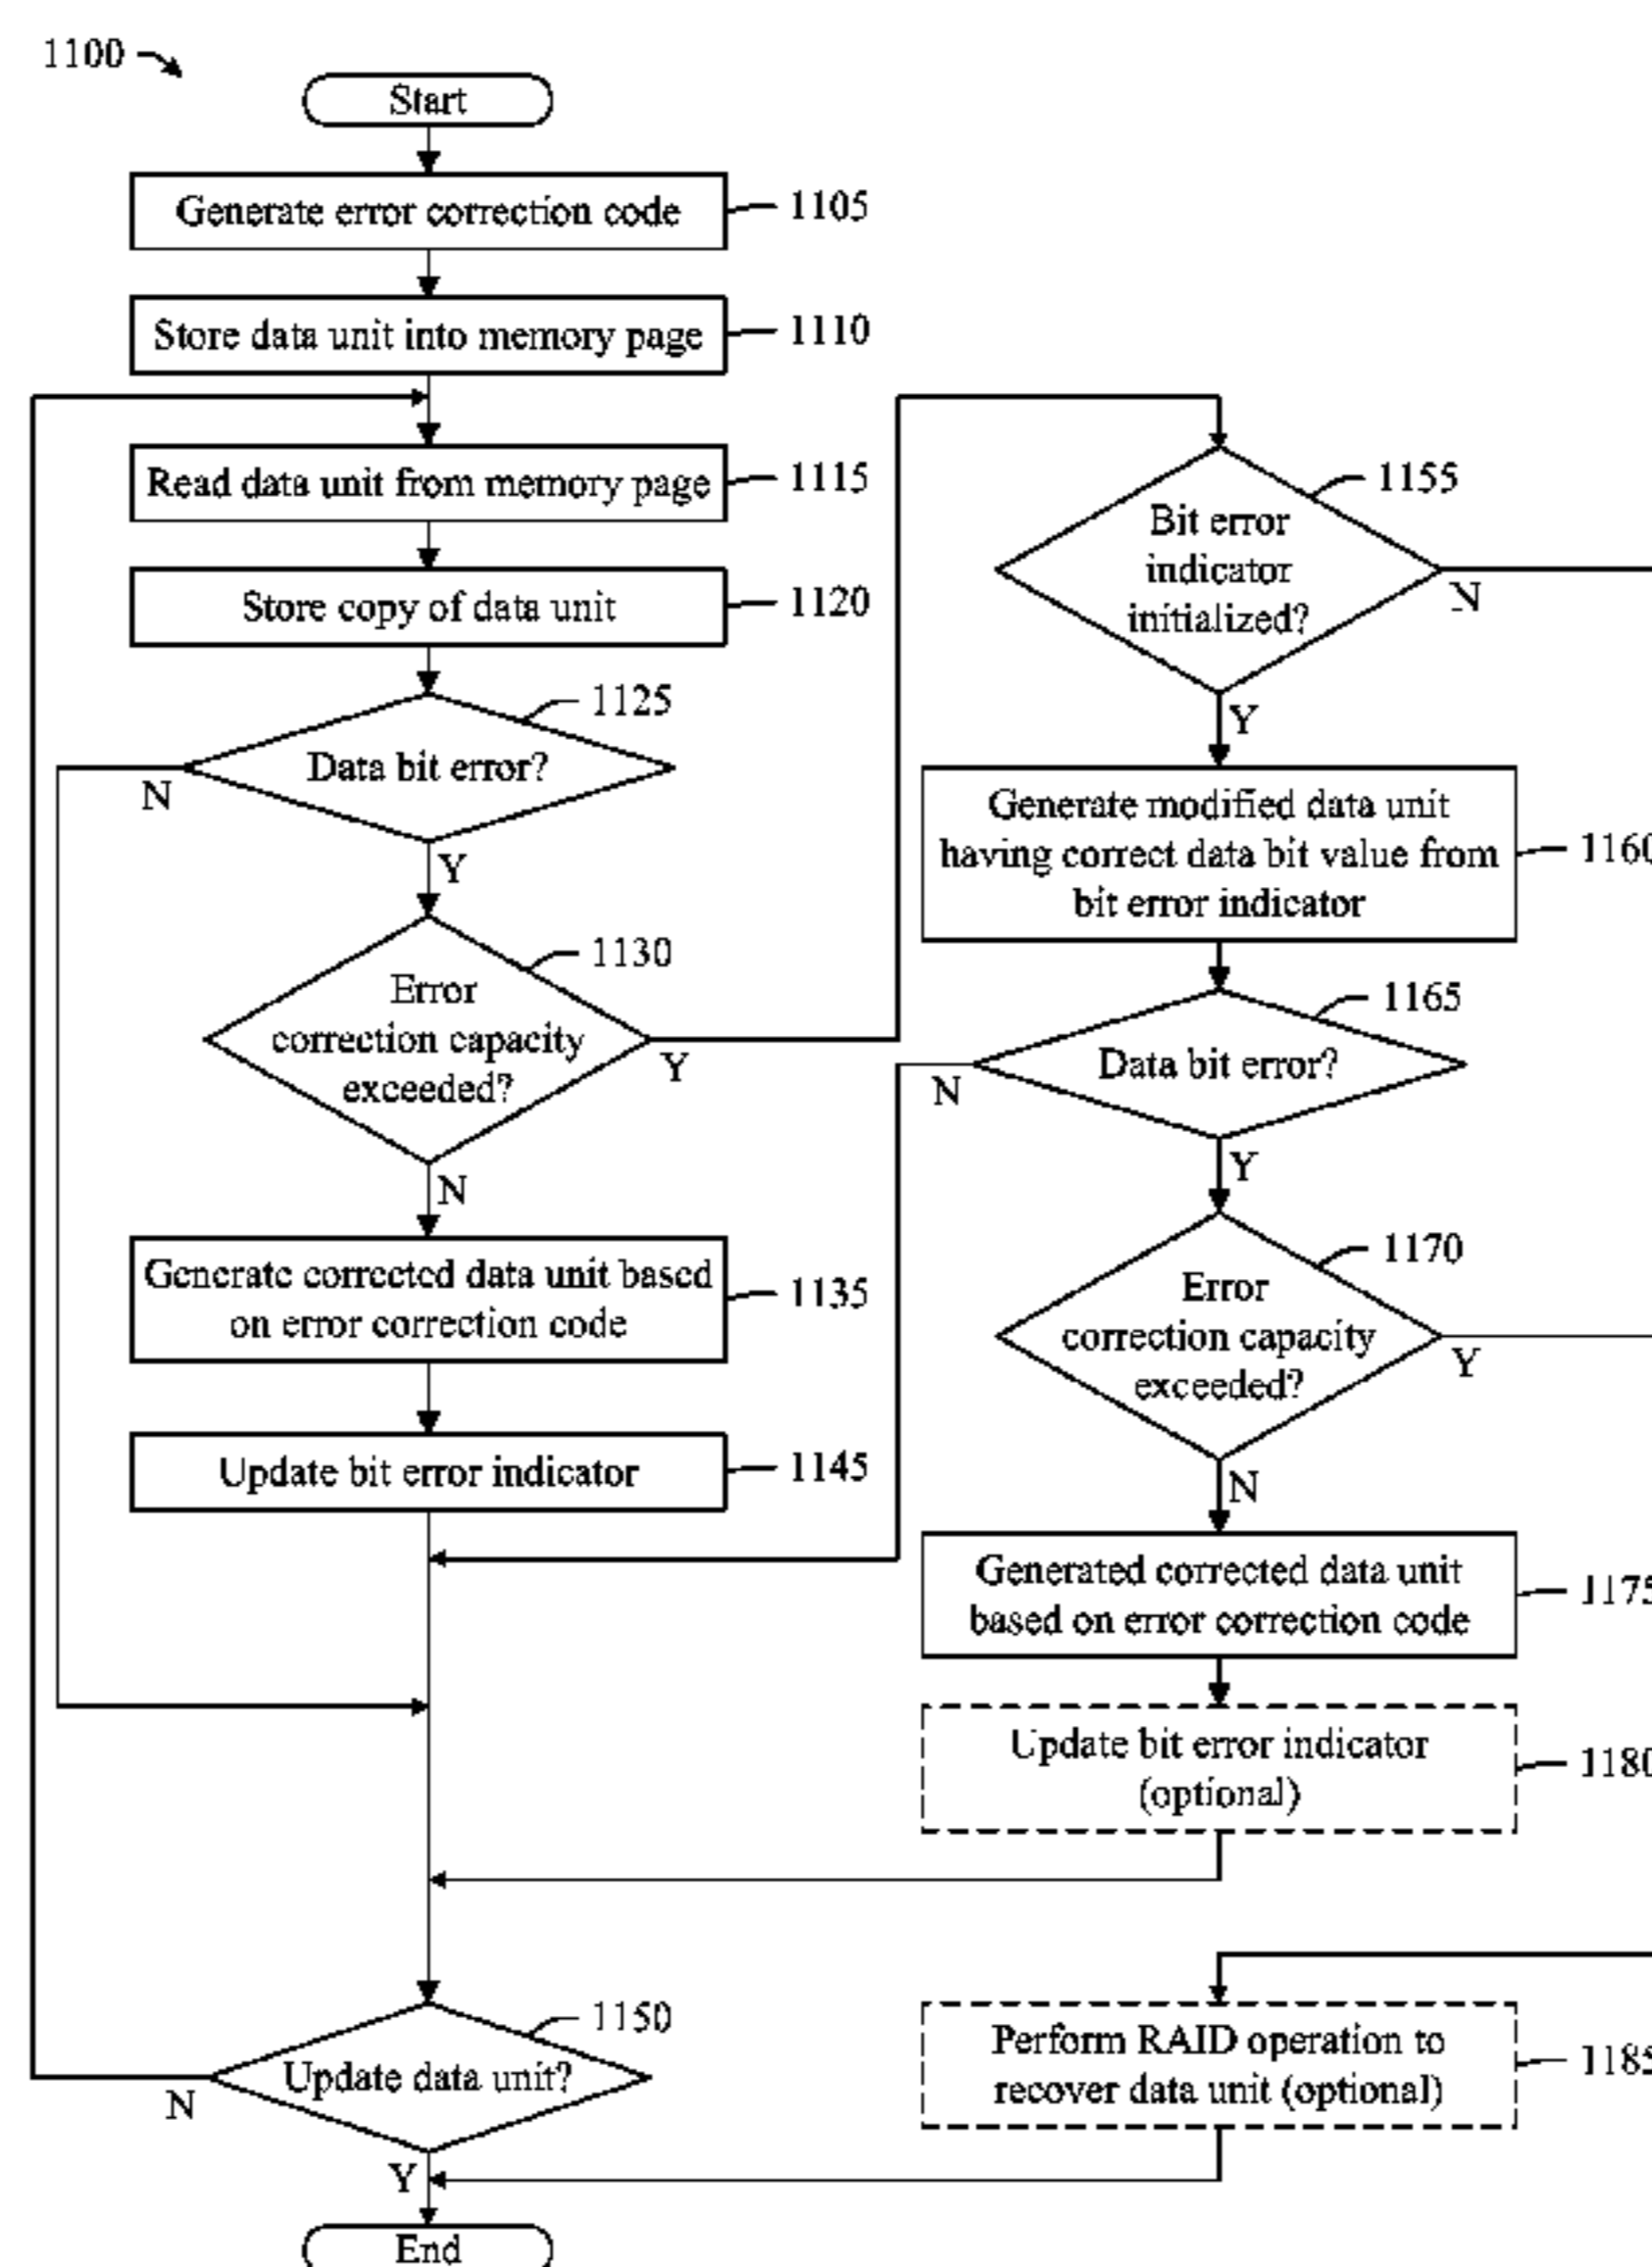 1100
Start
Generate error correction code
1105
Store data unit into memory page
1110
Read data unit from memory page
1115
Store copy of data unit
1120
Data bit error?
1125
N
Y
Error
correction capacity
exceeded?
1130
Y
N
Generate corrected data unit based
on error correction code
1135
Update bit error indicator
1145
Update data unit?
1150
N
Y
End
Bit error
indicator
initialized?
1155
N
Y
Generate modified data unit
having correct data bit value from
bit error indicator
1160
Data bit error?
1165
N
Y
Error
correction capacity
exceeded?
1170
Y
N
Generated corrected data unit
based on error correction code
1175
Update bit error indicator
(optional)
1180
Perform RAID operation to
recover data unit (optional)
1185